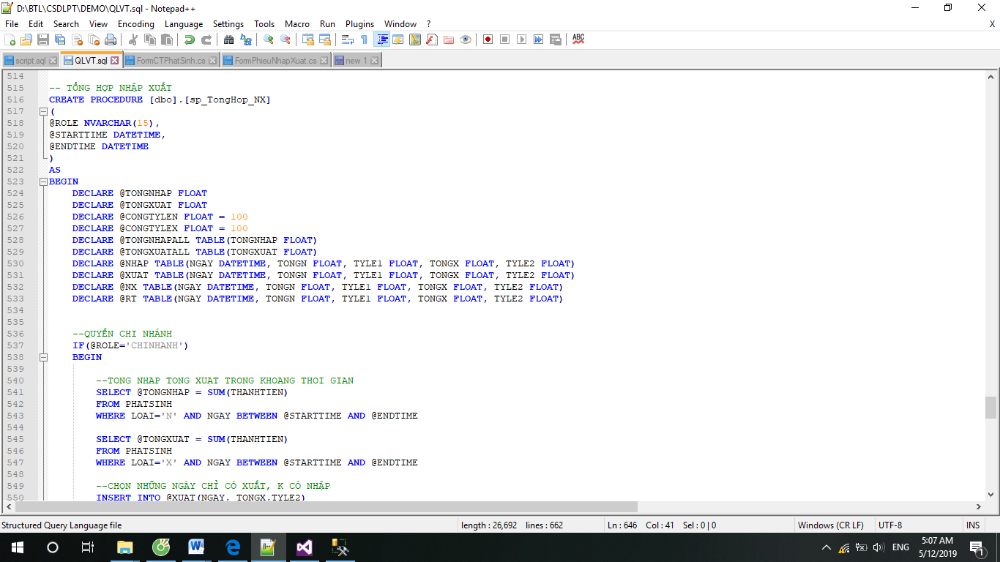 D:\BTL\CSDLPT\DEMO\QLVT.sql - Notepad++
File Edit Search View Encoding Language Settings Tools Macro Run Plugins Window ? X
script.sql QLVT.sql FormCTPhatSinh.cs FormPhieuNhapXuat.cs new 1
514
515 -- TỔNG HỢP NHẬP XUẤT
516 CREATE PROCEDURE [dbo].[sp_TongHop_NX]
517 (
518 @ROLE NVARCHAR(15),
519 @STARTTIME DATETIME,
520 @ENDTIME DATETIME
521 )
522 AS
523 BEGIN
524 DECLARE @TONGNHAP FLOAT
525 DECLARE @TONGXUAT FLOAT
526 DECLARE @CONGTYLEN FLOAT = 100
527 DECLARE @CONGTYLEX FLOAT = 100
528 DECLARE @TONGNHAPALL TABLE(TONGNHAP FLOAT)
529 DECLARE @TONGXUATALL TABLE(TONGXUAT FLOAT)
530 DECLARE @NHAP TABLE(NGAY DATETIME, TONGN FLOAT, TYLE1 FLOAT, TONGX FLOAT, TYLE2 FLOAT)
531 DECLARE @XUAT TABLE(NGAY DATETIME, TONGN FLOAT, TYLE1 FLOAT, TONGX FLOAT, TYLE2 FLOAT)
532 DECLARE @NX TABLE(NGAY DATETIME, TONGN FLOAT, TYLE1 FLOAT, TONGX FLOAT, TYLE2 FLOAT)
533 DECLARE @RT TABLE(NGAY DATETIME, TONGN FLOAT, TYLE1 FLOAT, TONGX FLOAT, TYLE2 FLOAT)
534
535
536 --QUYỀN CHI NHÁNH
537 IF(@ROLE='CHINHANH')
538 BEGIN
539
540 --TONG NHAP TONG XUAT TRONG KHOANG THOI GIAN
541 SELECT @TONGNHAP = SUM(THANHTIEN)
542 FROM PHATSINH
543 WHERE LOAI='N' AND NGAY BETWEEN @STARTTIME AND @ENDTIME
544
545 SELECT @TONGXUAT = SUM(THANHTIEN)
546 FROM PHATSINH
547 WHERE LOAI='X' AND NGAY BETWEEN @STARTTIME AND @ENDTIME
548
549 --CHỌN NHỮNG NGÀY CHỈ CÓ XUẤT, K CÓ NHẬP
550 INSERT INTO @XUAT(NGAY, TONGX,TYLE2)
Structured Query Language file length : 26,692 lines : 662 Ln : 646 Col : 41 Sel : 0 | 0 Windows (CR LF) UTF-8 INS
ENG 5:07 AM
5/12/2019 1